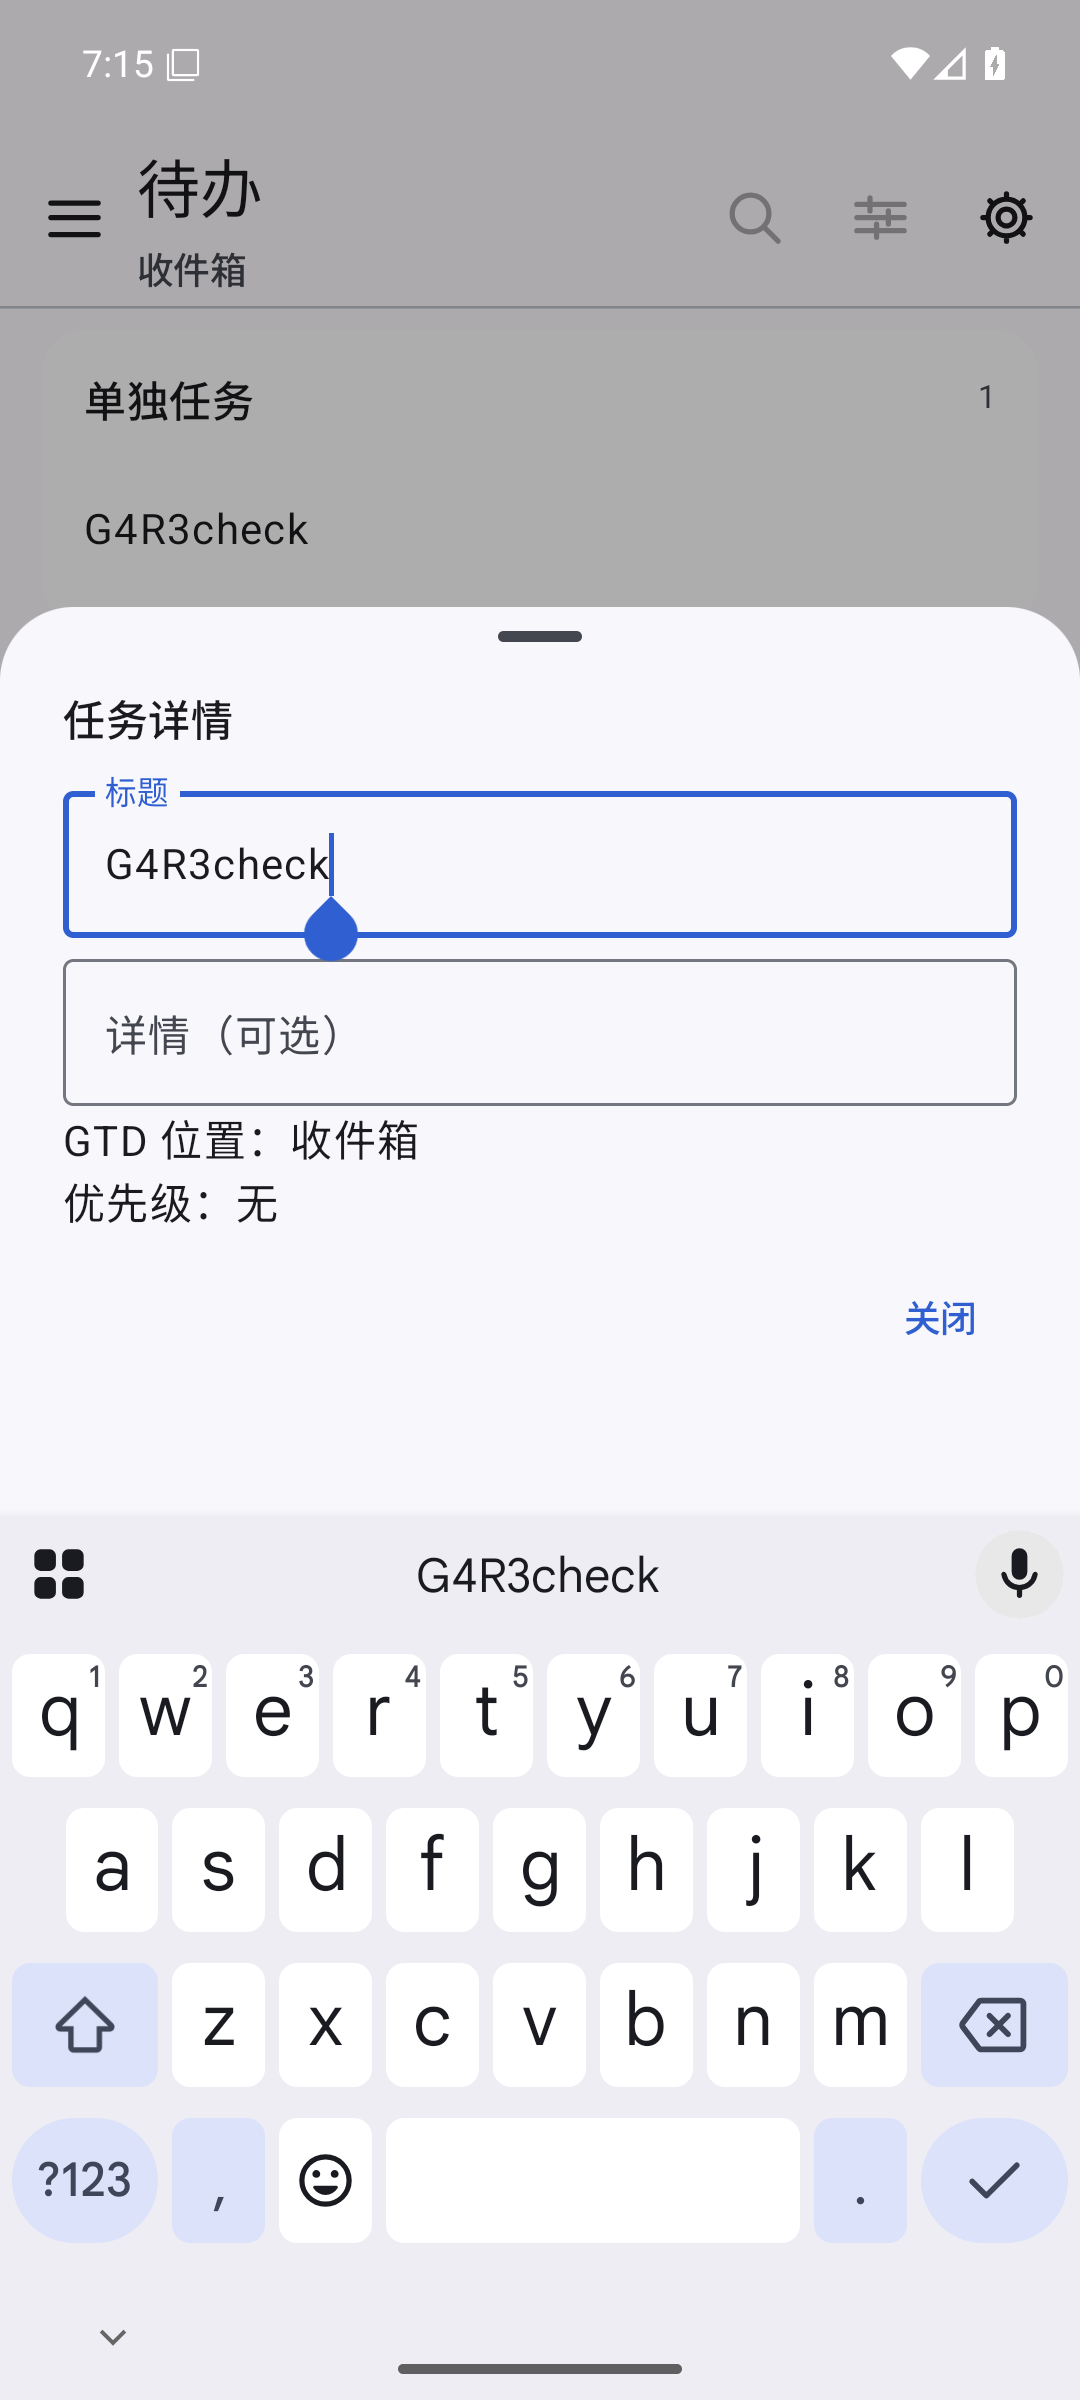 7:15
待办
收件箱
单独任务
1
G4R3check
任务详情
标题
G4R3check
详情（可选）
GTD 位置：收件箱
优先级：无
关闭
G4R3check
q1 w2 e3 r4 t5 y6 u7 i8 o9 p0
a s d f g h j k l
z x c v b n m
?123 , .